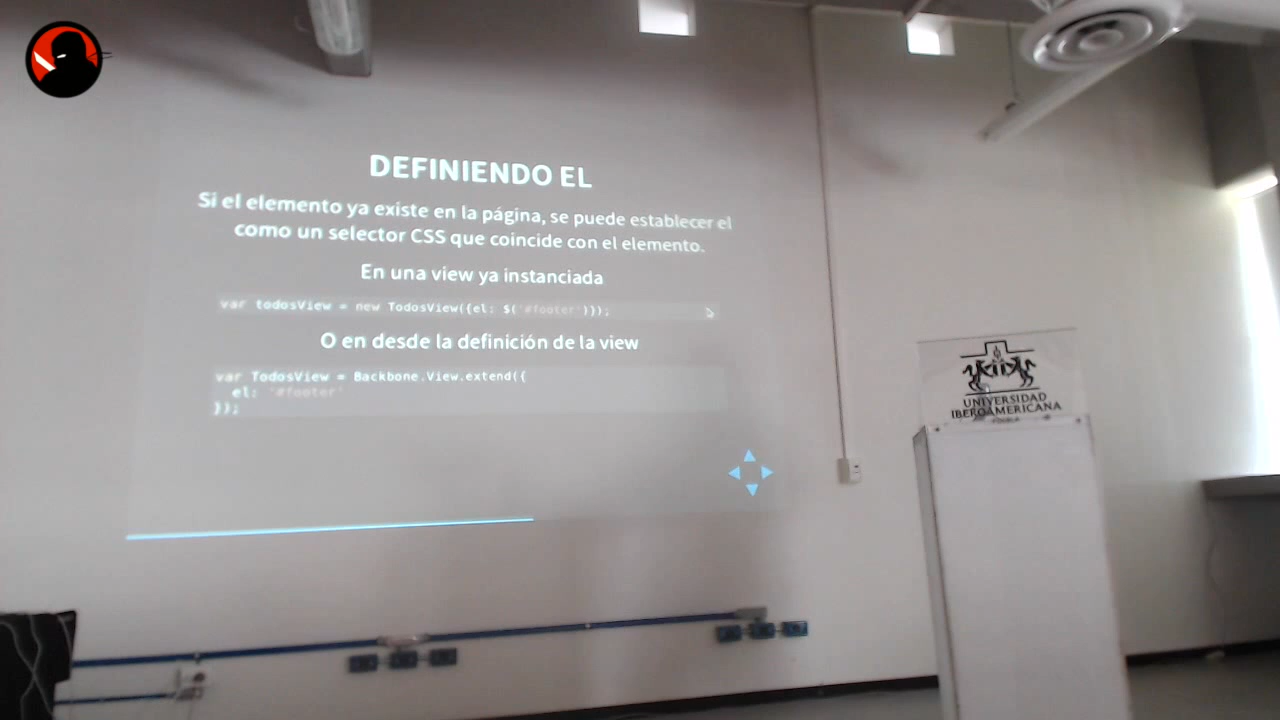 DEFINIENDO EL
Si el elemento ya existe en la página, se puede establecer el
como un selector CSS que coincide con el elemento.
En una view ya instanciada
var todosView = new TodosView({el: $('#footer')});
O en desde la definición de la view
var TodosView = Backbone.View.extend({
el: '#footer'
});
UNIVERSIDAD
IBEROAMERICANA